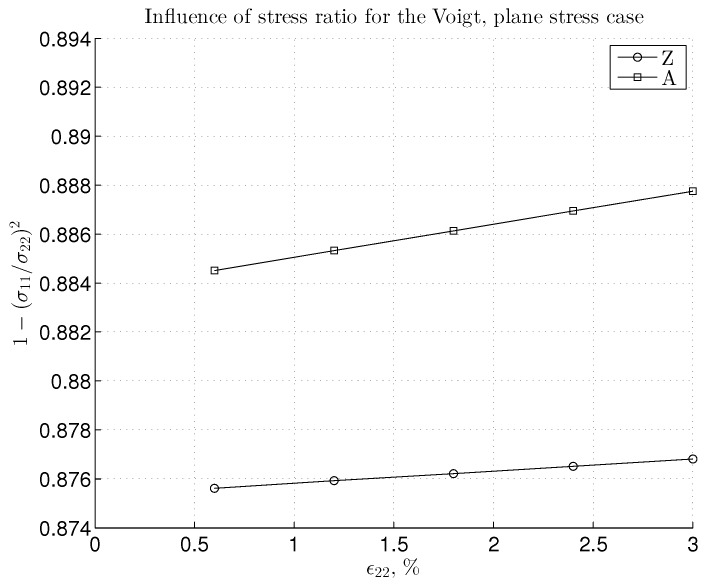 Influence of stress ratio for the Voigt, plane stress case
0.894
0.892
0.89
0.888
0.886
0.884
0.882
0.88
0.878
0.876
0.874
1 − (σ₁₁/σ₂₂)²
Z
A
0 0.5 1 1.5 2 2.5 3
ϵ₂₂, %